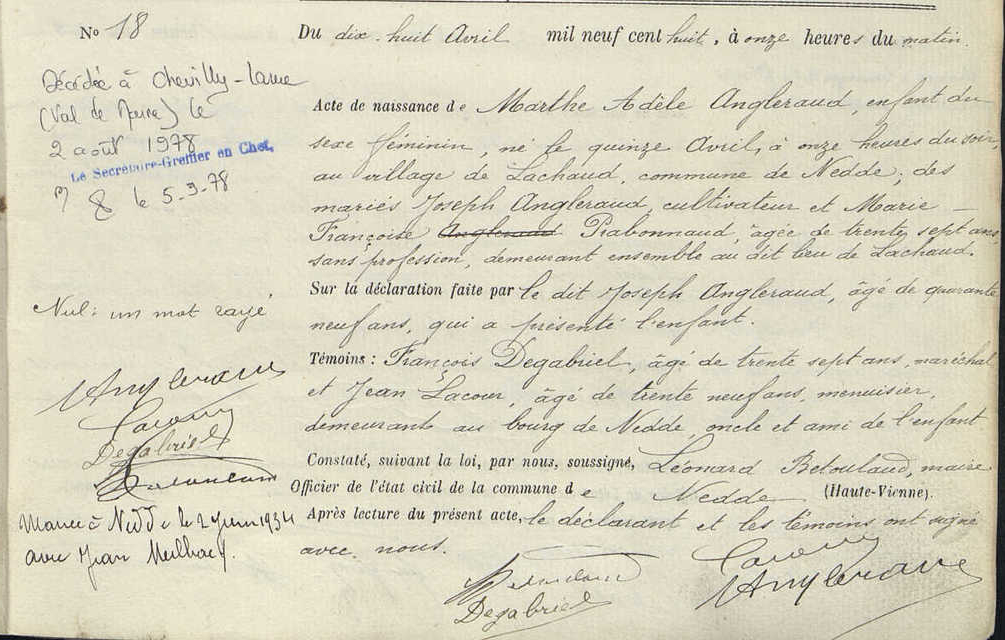 N° 18
Du dix-huit Avril mil neuf cent huit, à onze heures du matin
Acte de naissance de Marthe Adèle Angleraud, enfant du
sexe féminin, né le quinze Avril, à onze heures du soir,
au village de Lachaud, commune de Nedde; des
mariés Joseph Angleraud, cultivateur et Marie
Françoise Angleraud Piabonnaud, âgée de trente sept ans
sans profession, demeurant ensemble au dit lieu de Lachaud.
Sur la déclaration faite par le dit Joseph Angleraud, âgé de quarante
neuf ans, qui a présenté l'enfant.
Témoins : François Degabriel, âgé de trente sept ans, maréchal
et Jean Lacour, âgé de trente neuf ans, menuisier,
demeurant au bourg de Nedde, oncle et ami de l'enfant.
Constaté, suivant la loi, par nous, soussigné, Léonard Betoulaud, maire
Officier de l'état civil de la commune de Nedde (Haute-Vienne).
Après lecture du présent acte, le déclarant et les témoins ont signé
avec nous.
Lacour
Betoulaud
Angleraud
Degabriel
Décédée à Chevilly-Larue
(Val de Marne) le
2 août 1978
Le Secrétaire-Greffier en Chef,
le 5-9-78
Nul: un mot rayé
Angleraud
Lacour
Degabriel
Betoulaud
Mariée à Nedde le 2 Juin 1934
avec Jean